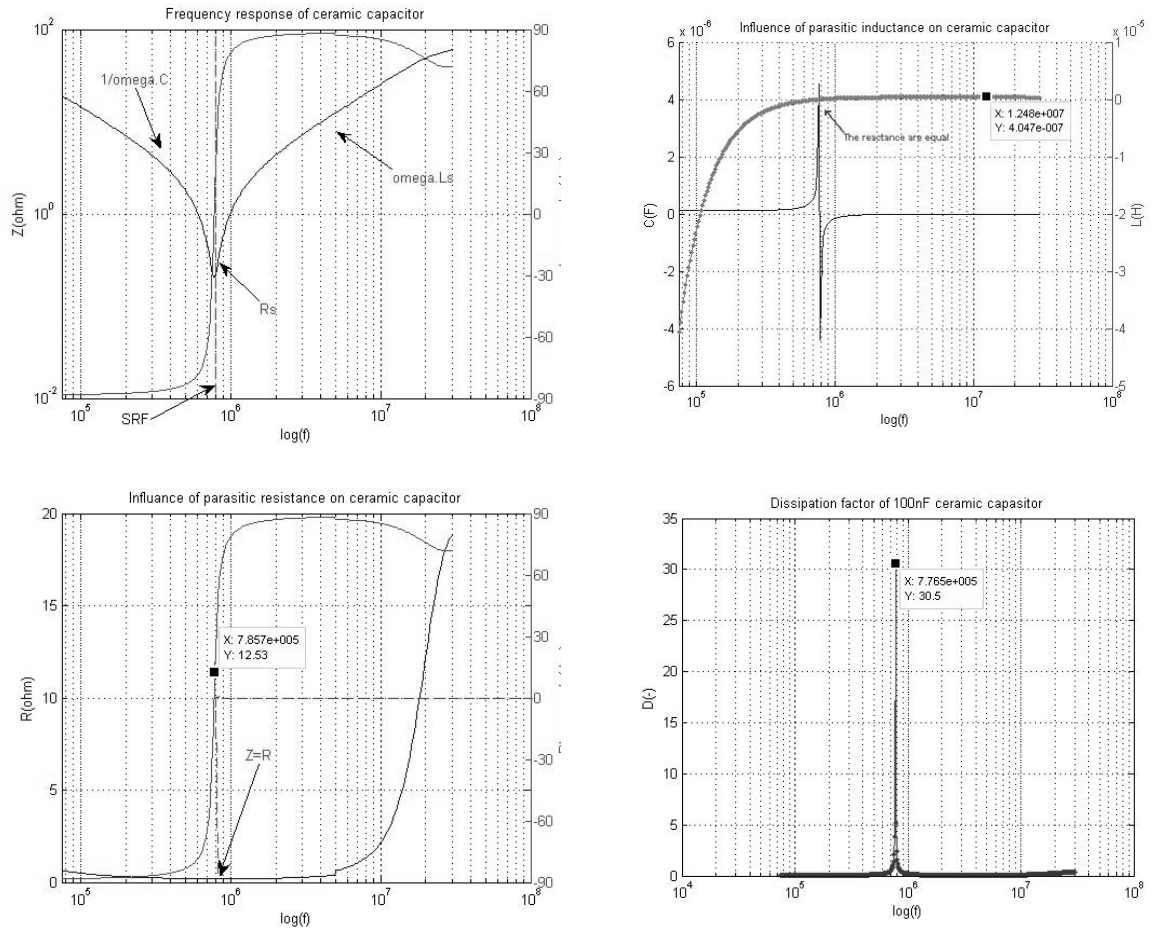 Frequency response of ceramic capacitor
10^2
10^0
10^-2
Z(ohm)
90
60
30
0
-30
-60
-90
1/omega.C
omega.Ls
Rs
SRF
10^5
10^6
10^7
10^8
log(f)
Influence of parasitic inductance on ceramic capacitor
x 10^-6
x 10^-5
6
4
2
0
-2
-4
-6
C(F)
1
0
-1
-2
-3
-4
-5
L(H)
The reactance are equal
X: 1.248e+007
Y: 4.047e-007
10^5
10^6
10^7
10^8
log(f)
Influance of parasitic resistance on ceramic capacitor
20
15
10
5
0
R(ohm)
90
60
30
0
-30
-60
-90
X: 7.857e+005
Y: 12.53
Z=R
10^5
10^6
10^7
10^8
log(f)
Dissipation factor of 100nF ceramic capasitor
35
30
25
20
15
10
5
0
D(-)
X: 7.765e+005
Y: 30.5
10^4
10^5
10^6
10^7
10^8
log(f)